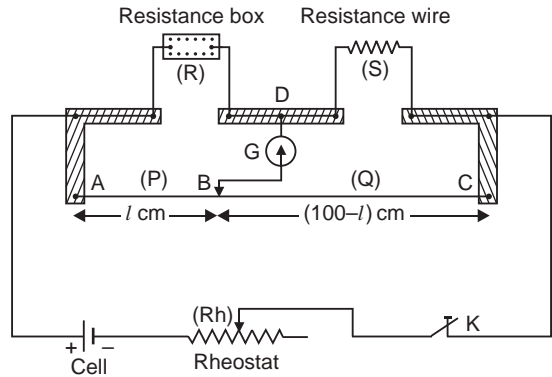 Resistance box Resistance wire
(R) (S)
D
G
A (P) B (Q) C
l cm (100–l) cm
(Rh) K
+ –
Cell Rheostat